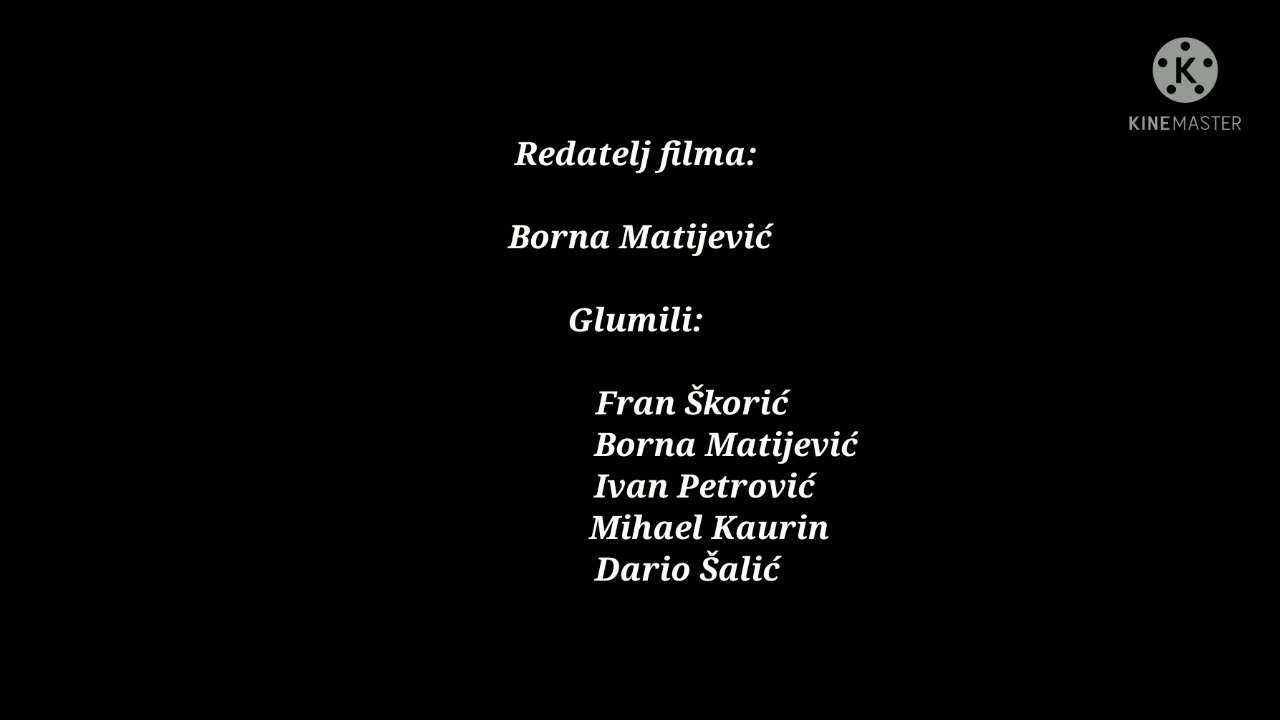 K
KINEMASTER
Redatelj filma:
Borna Matijević
Glumili:
Fran Škorić
Borna Matijević
Ivan Petrović
Mihael Kaurin
Dario Šalić